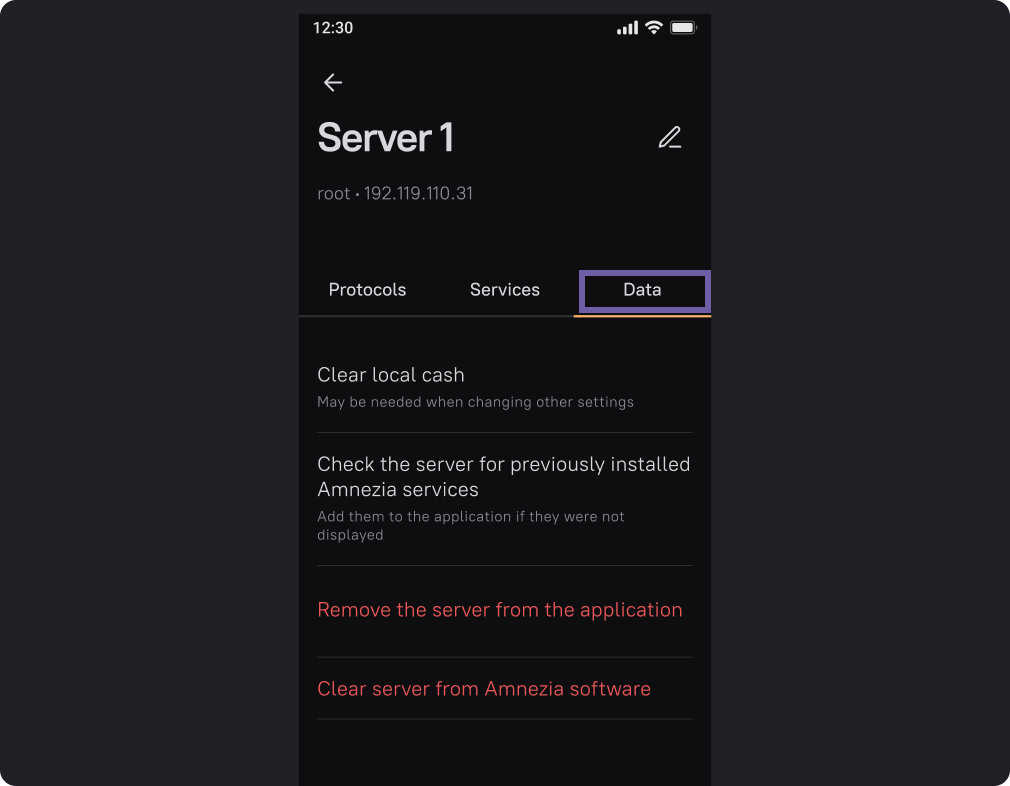 12:30
Server 1
root • 192.119.110.31
Protocols Services Data
Clear local cash
May be needed when changing other settings
Check the server for previously installed
Amnezia services
Add them to the application if they were not
displayed
Remove the server from the application
Clear server from Amnezia software